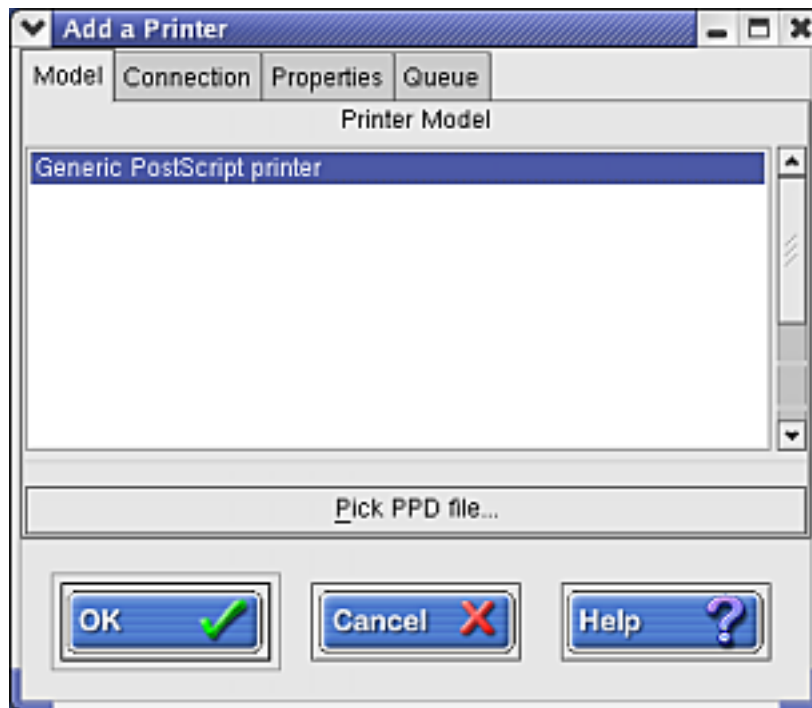 Add a Printer
Model Connection Properties Queue
Printer Model
Generic PostScript printer
Pick PPD file...
OK Cancel Help